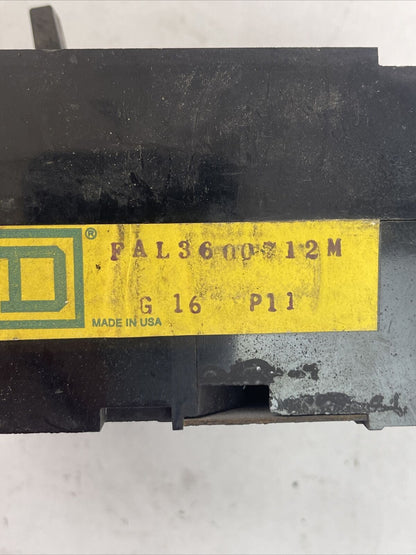 D ®
FAL3600712M
G 16 P11
MADE IN USA